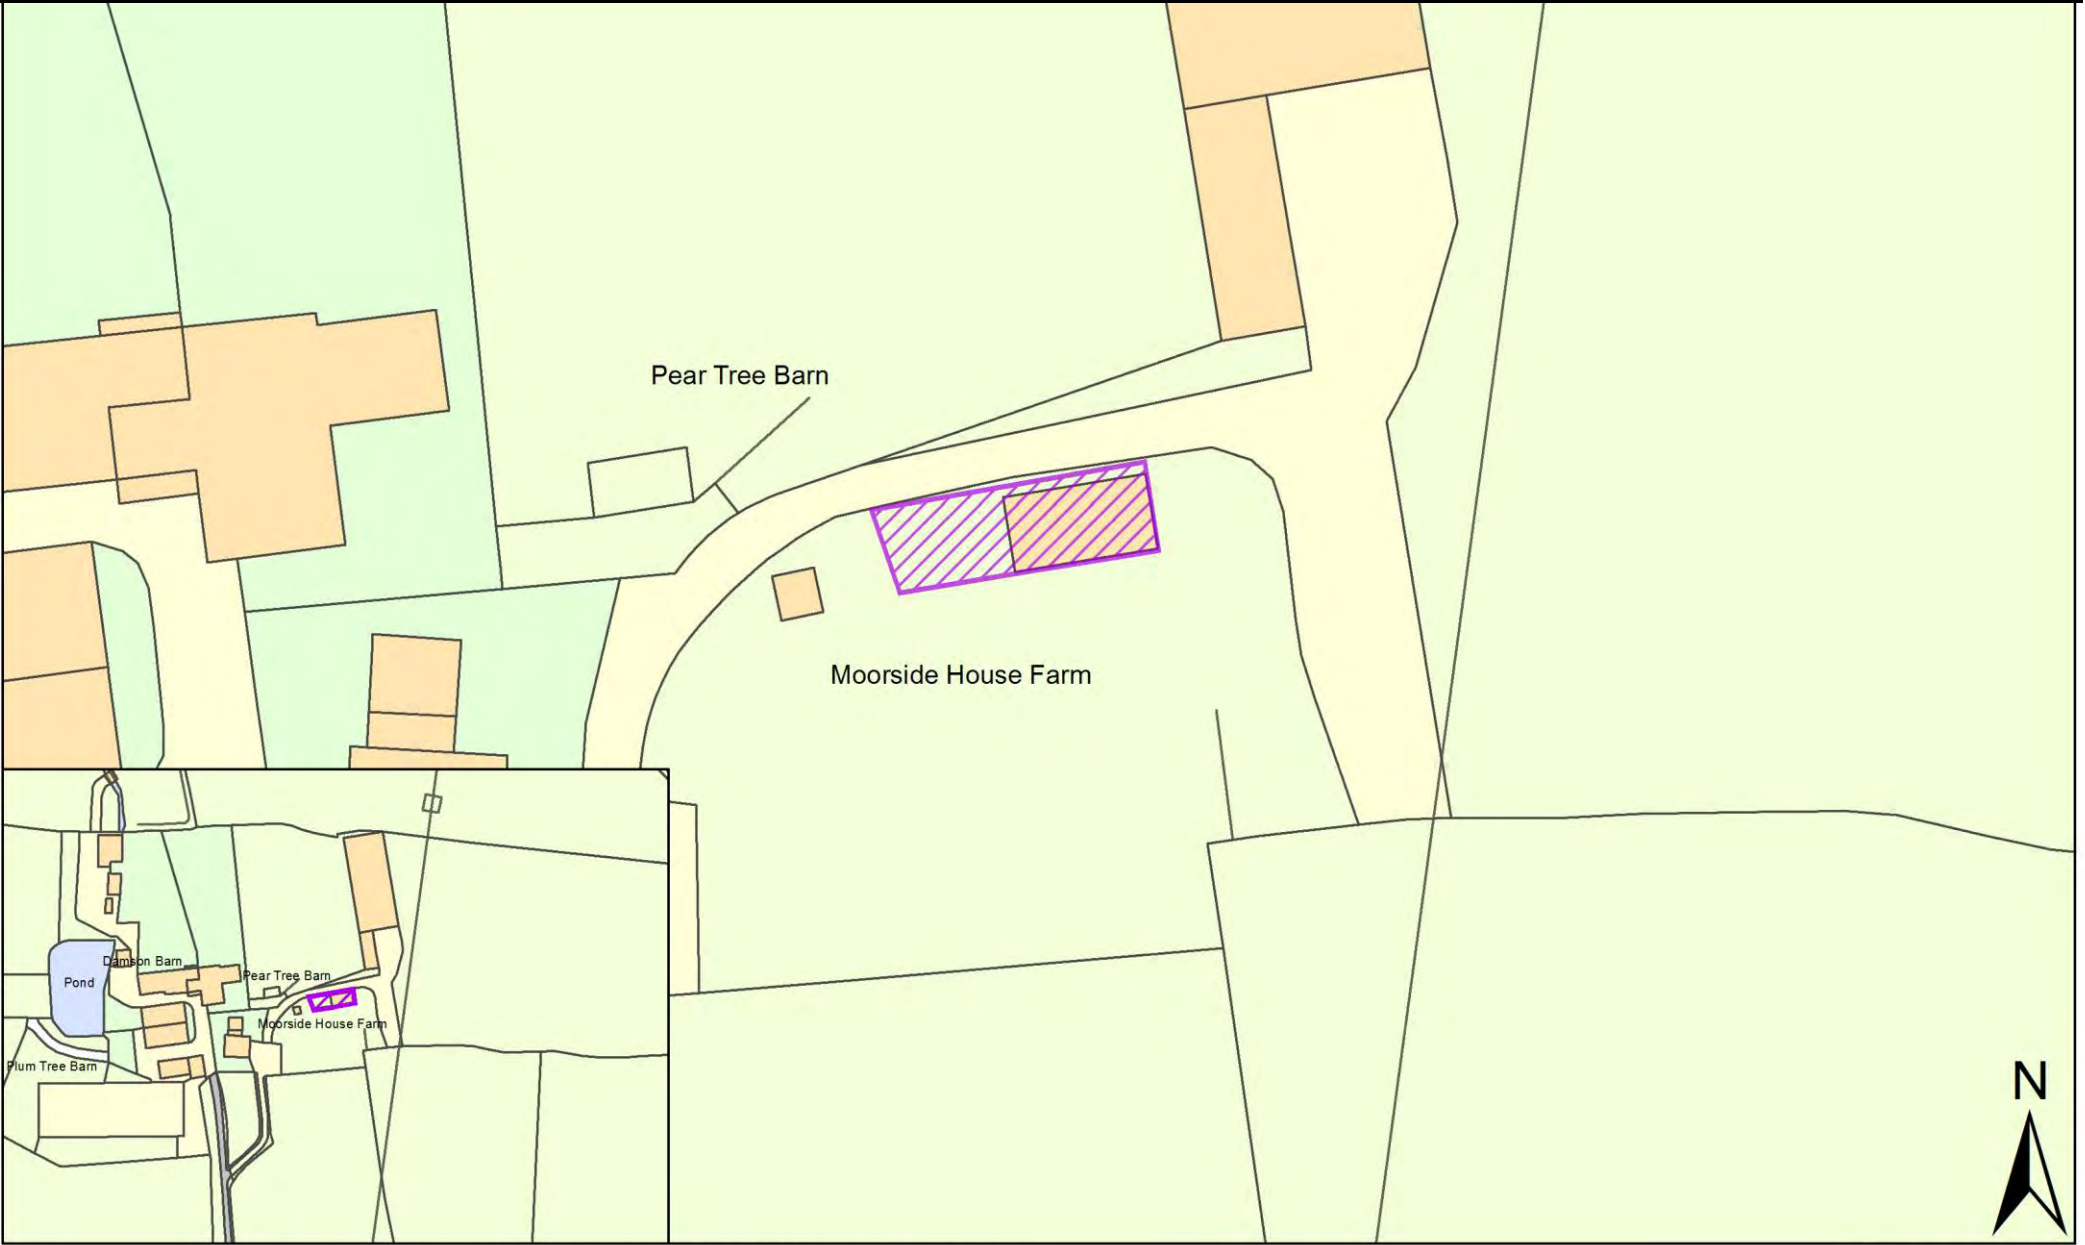 Pear Tree Barn
Moorside House Farm
Damson Barn
Pear Tree Barn
Pond
Moorside House Farm
Plum Tree Barn
N